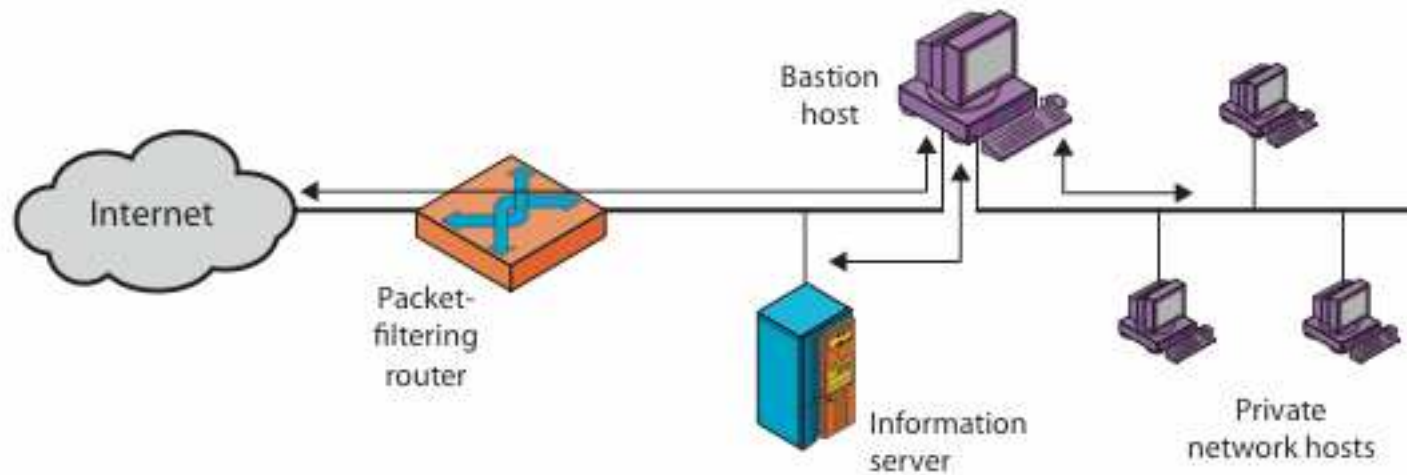 Bastion
host
Internet
Packet-
filtering
router
Information
server
Private
network hosts